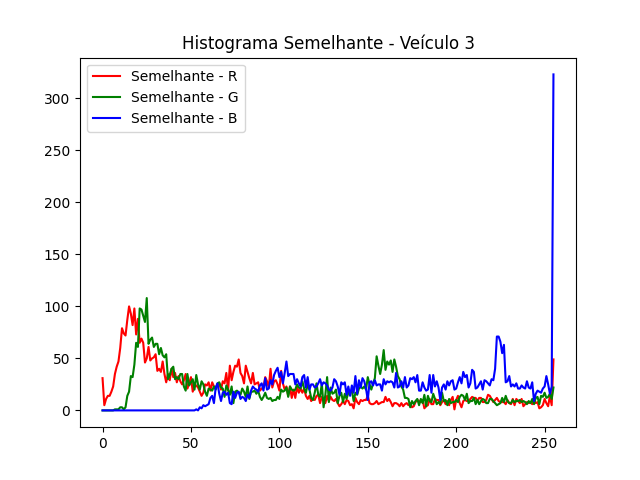 Histograma Semelhante - Veículo 3
Semelhante - R
Semelhante - G
Semelhante - B
300
250
200
150
100
50
0
0 50 100 150 200 250